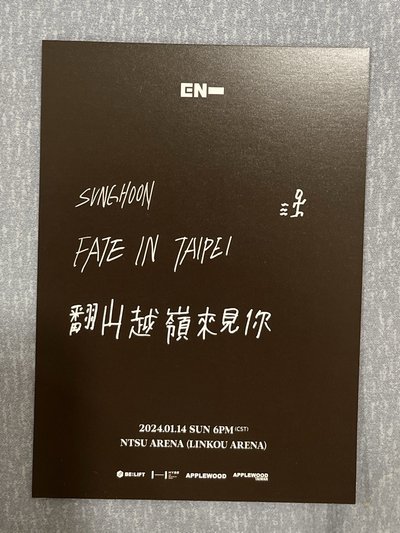 EN—
SUNGHOON
FATE IN TAIPEI
翻山越嶺來見你
2024.01.14 SUN 6PM (CST)
NTSU ARENA (LINKOU ARENA)
BE:LIFT APPLEWOOD APPLEWOOD TAIWAN